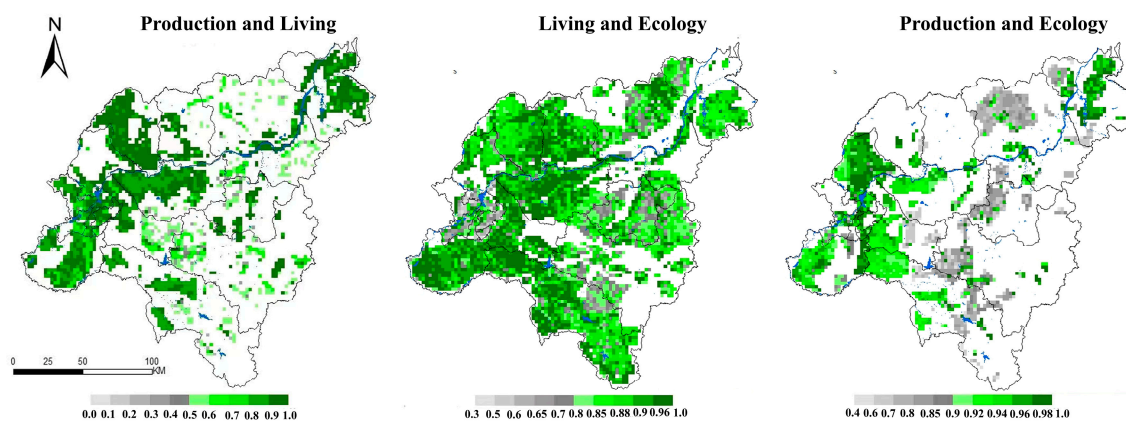 N
Production and Living
Living and Ecology
Production and Ecology
0 25 50 100
KM
0.0 0.1 0.2 0.3 0.4 0.5 0.6 0.7 0.8 0.9 1.0
0.3 0.5 0.6 0.65 0.7 0.8 0.85 0.88 0.9 0.96 1.0
0.4 0.6 0.7 0.8 0.85 0.9 0.92 0.94 0.96 0.98 1.0